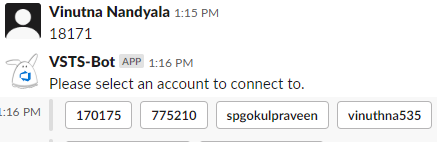 Vinutna Nandyala 1:15 PM
18171
VSTS-Bot APP 1:16 PM
Please select an account to connect to.
1:16 PM 170175 775210 spgokulpraveen vinuthna535